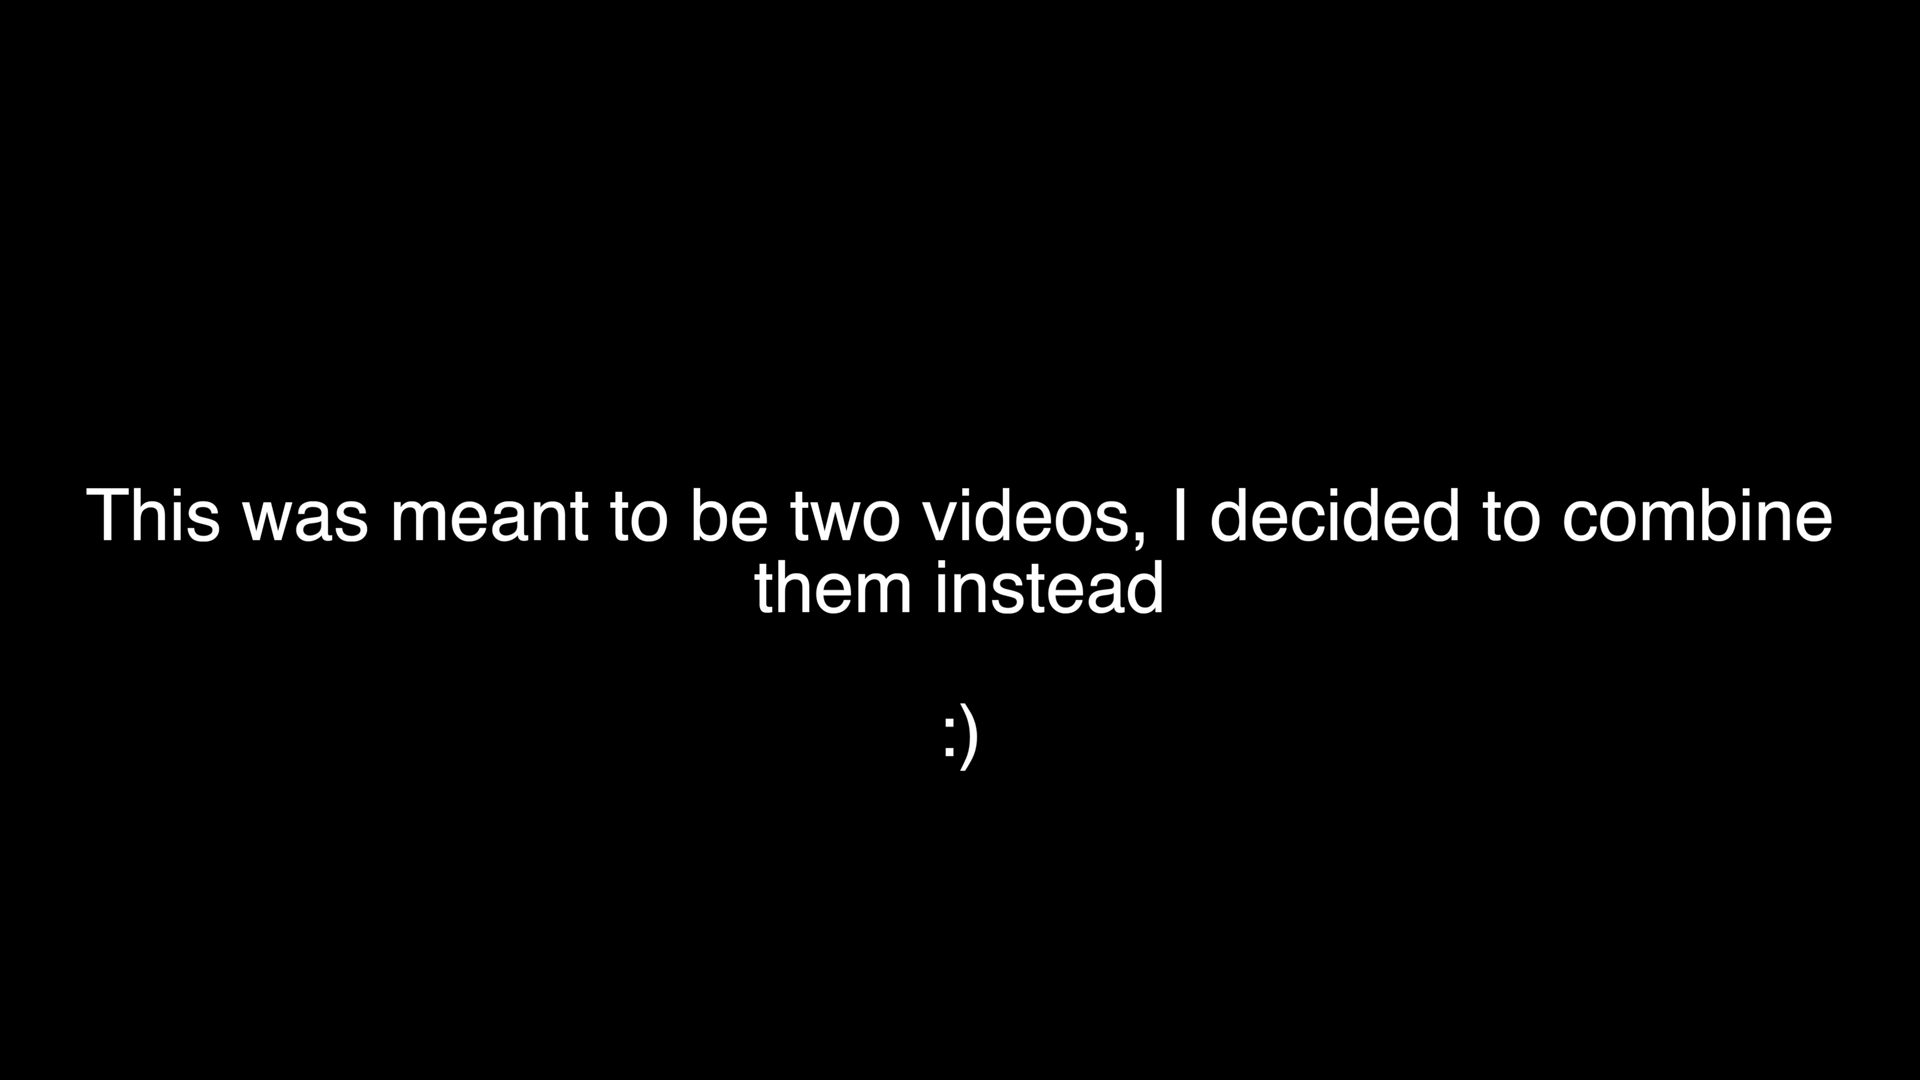 This was meant to be two videos, I decided to combine
them instead
:)